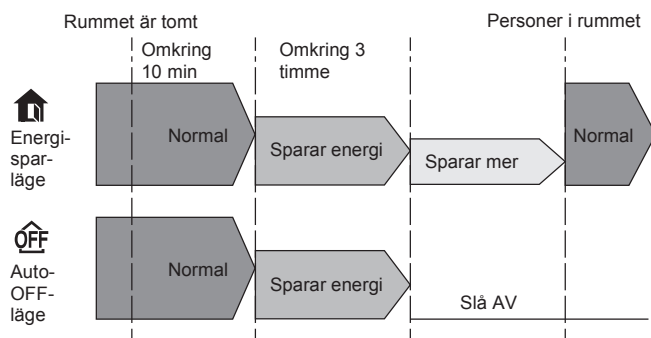 Rummet är tomt
Personer i rummet
Omkring
10 min
Omkring 3
timme
Energi-
spar-
läge
Normal
Sparar energi
Sparar mer
Normal
OFF
Auto-
OFF-
läge
Normal
Sparar energi
Slå AV